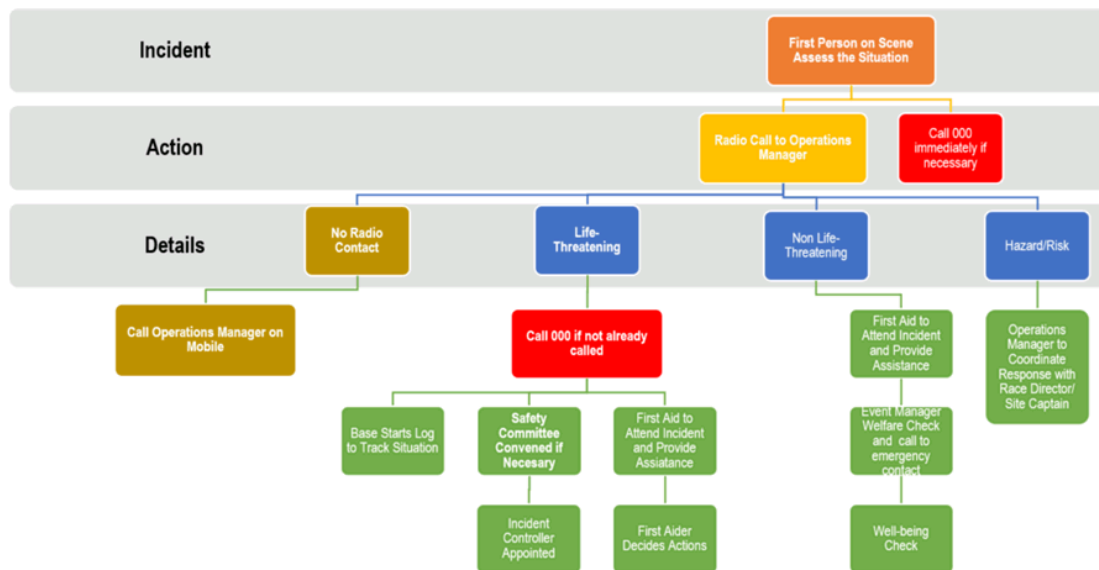 Incident
First Person on Scene
Assess the Situation
Action
Radio Call to Operations
Manager
Call 000
immediately if
necessary
Details
No Radio
Contact
Life-
Threatening
Non Life-
Threatening
Hazard/Risk
Call Operations Manager on
Mobile
Call 000 if not already
called
First Aid to
Attend Incident
and Provide
Assistance
Operations
Manager to
Coordinate
Response with
Race Director/
Site Captain
Base Starts Log
to Track Situation
Safety
Committee
Convened if
Necesary
First Aid to
Attend Incident
and Provide
Assiatance
Event Manager
Welfare Check
and call to
emergency
contact
Incident
Controller
Appointed
First Aider
Decides Actions
Well-being
Check